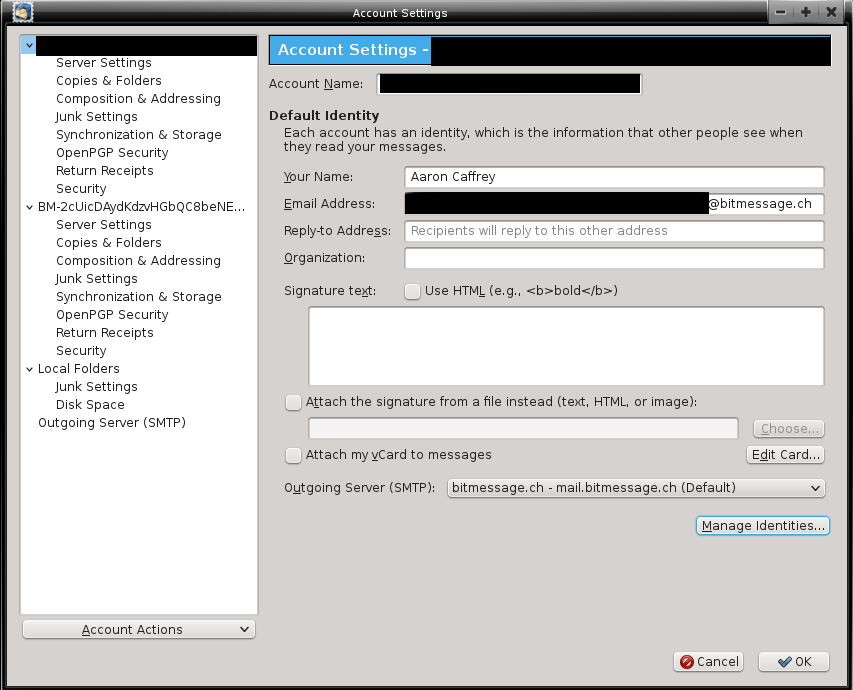 Account Settings
Server Settings
Copies & Folders
Composition & Addressing
Junk Settings
Synchronization & Storage
OpenPGP Security
Return Receipts
Security
BM-2cUicDAydKdzvHGbQC8beNE...
Server Settings
Copies & Folders
Composition & Addressing
Junk Settings
Synchronization & Storage
OpenPGP Security
Return Receipts
Security
Local Folders
Junk Settings
Disk Space
Outgoing Server (SMTP)
Account Actions
Account Settings -
Account Name:
Default Identity
Each account has an identity, which is the information that other people see when
they read your messages.
Your Name: Aaron Caffrey
Email Address: @bitmessage.ch
Reply-to Address: Recipients will reply to this other address
Organization:
Signature text: Use HTML (e.g., <b>bold</b>)
Attach the signature from a file instead (text, HTML, or image):
Choose...
Attach my vCard to messages Edit Card...
Outgoing Server (SMTP): bitmessage.ch - mail.bitmessage.ch (Default)
Manage Identities...
Cancel OK